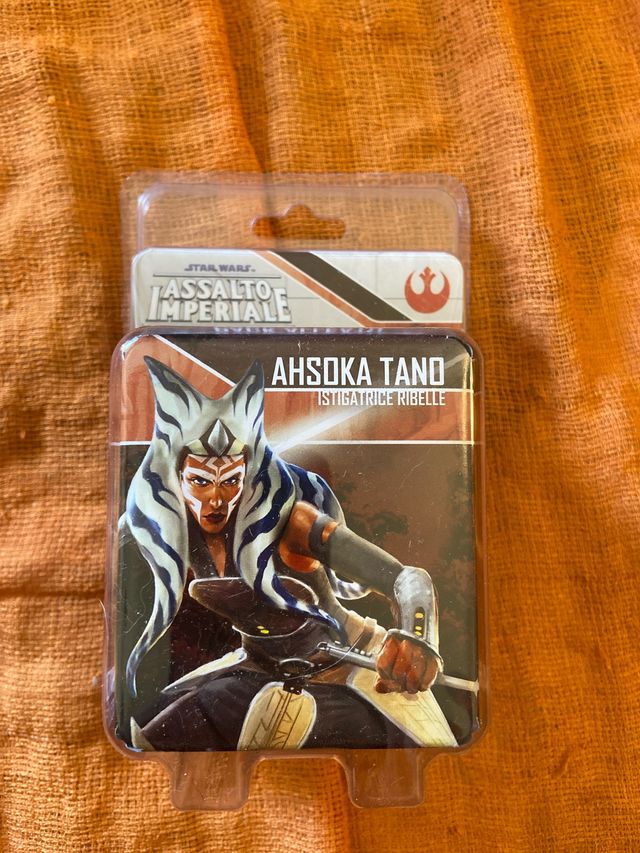 STAR WARS
ASSALTO
IMPERIALE
AHSOKA TANO
ISTIGATRICE RIBELLE